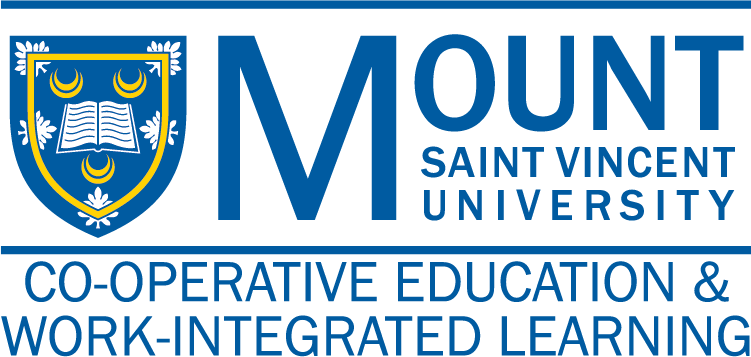 MOUNT
SAINT VINCENT
UNIVERSITY
CO-OPERATIVE EDUCATION &
WORK-INTEGRATED LEARNING